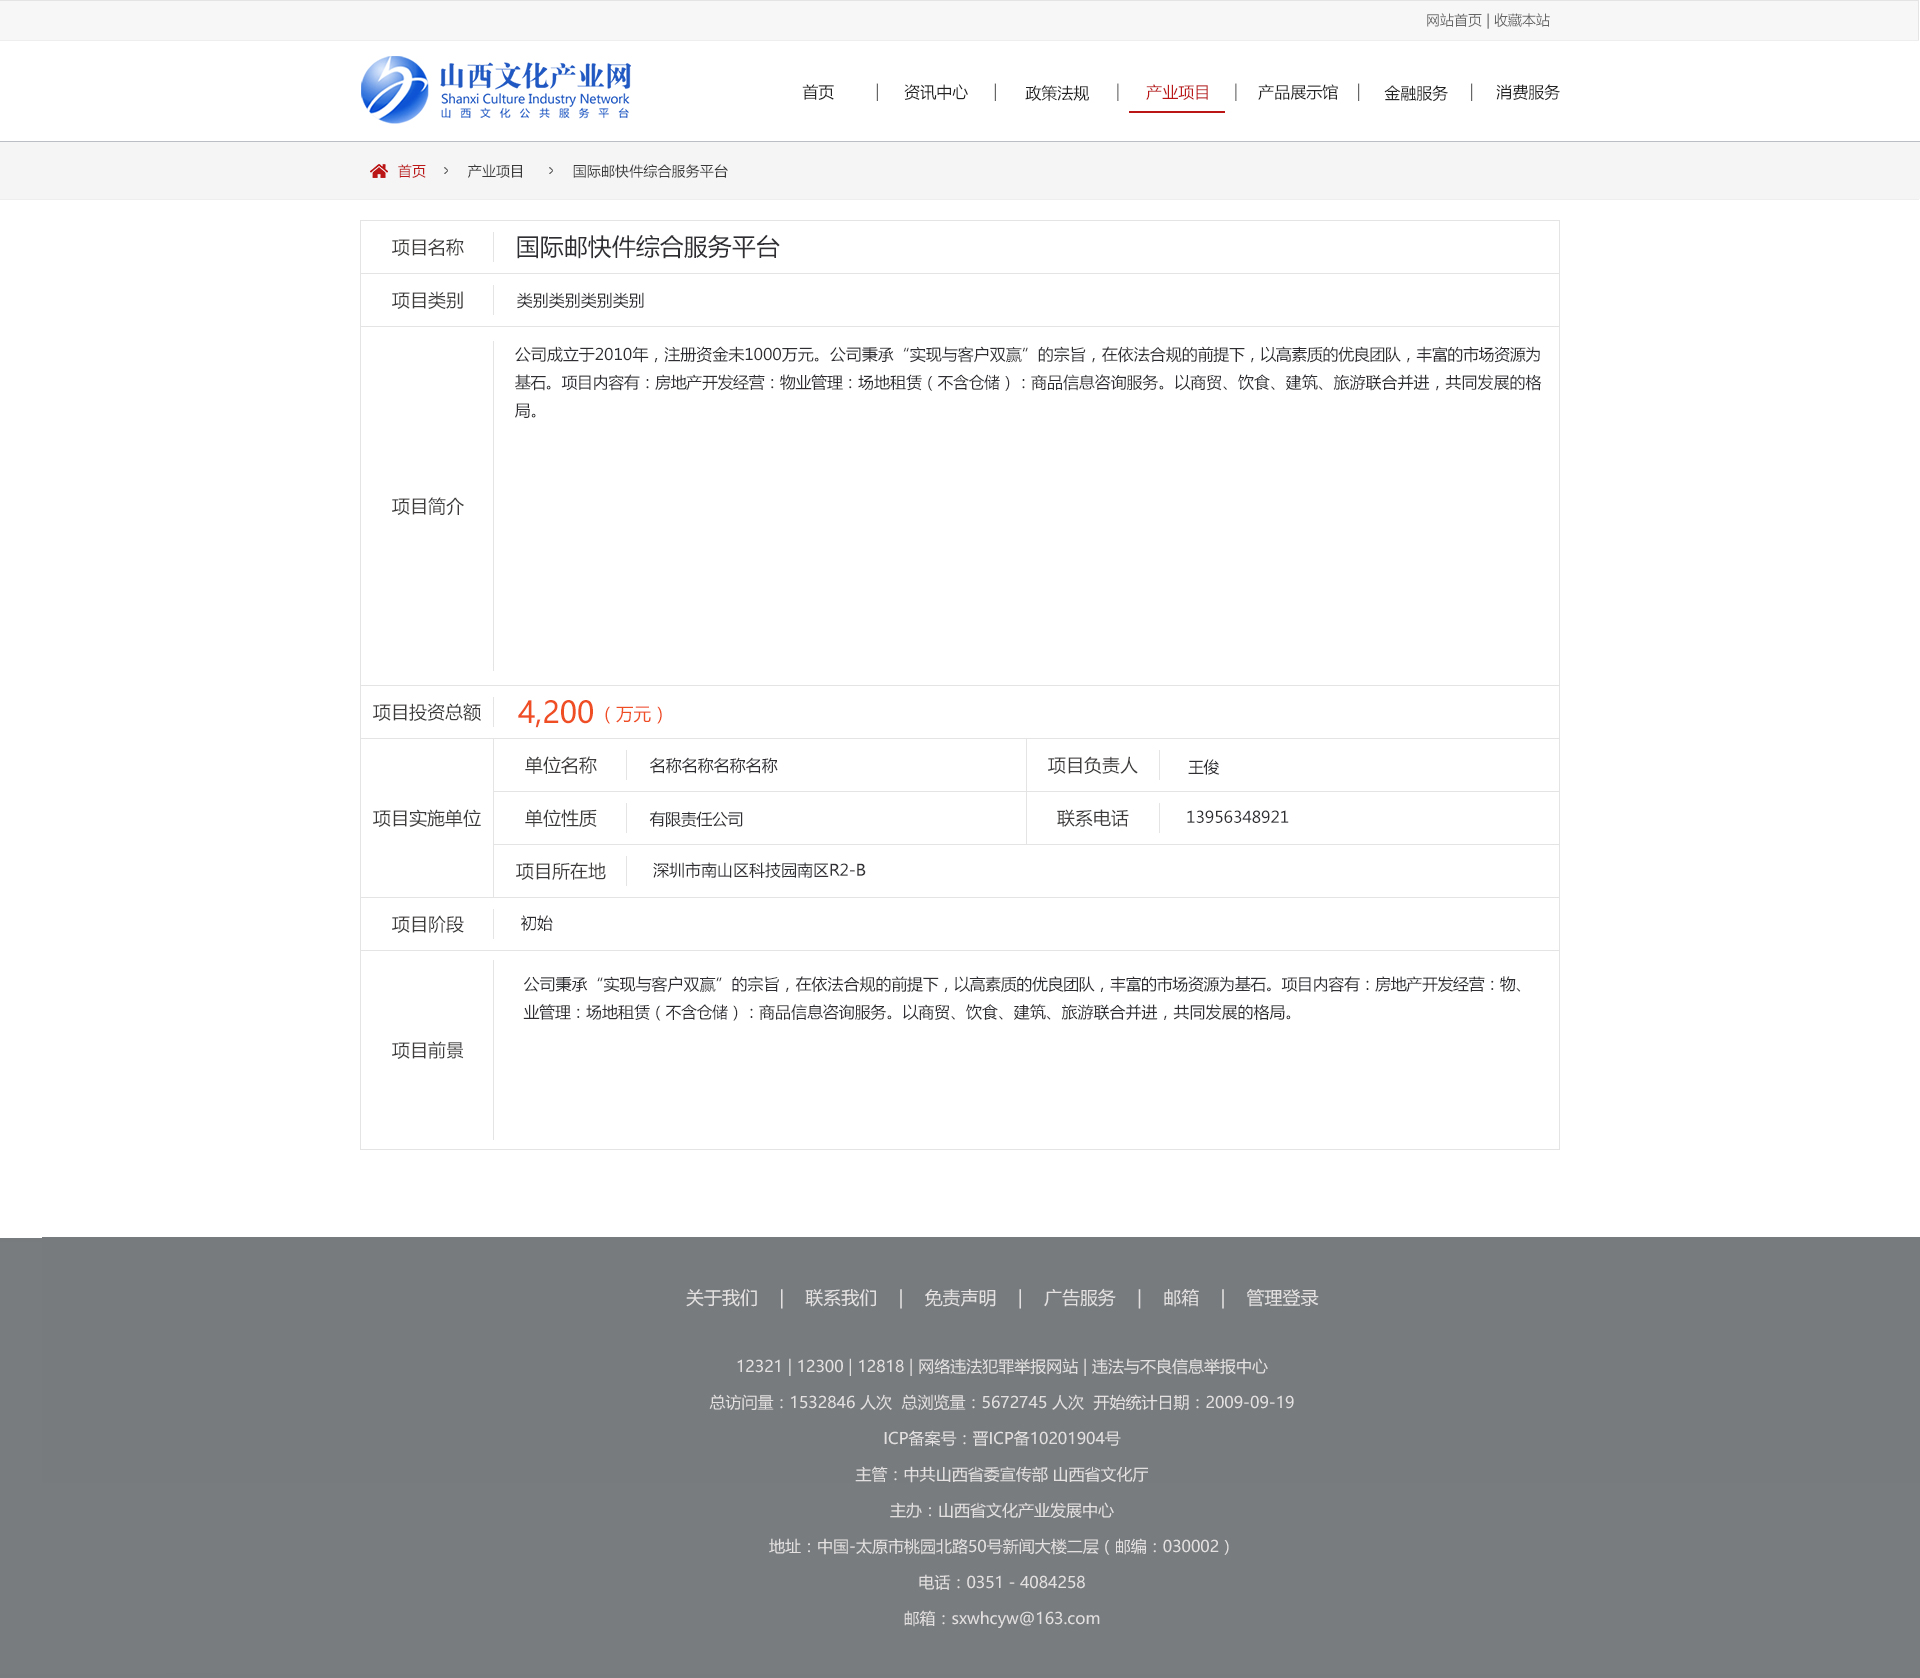 网站首页 | 收藏本站
山西文化产业网
Shanxi Culture Industry Network
山西文化公共服务平台
首页 | 资讯中心 | 政策法规 | 产业项目 | 产品展示馆 | 金融服务 | 消费服务
首页 > 产业项目 > 国际邮快件综合服务平台
项目名称 国际邮快件综合服务平台
项目类别 类别类别类别类别
项目简介
公司成立于2010年，注册资金未1000万元。公司秉承“实现与客户双赢”的宗旨，在依法合规的前提下，以高素质的优良团队，丰富的市场资源为
基石。项目内容有：房地产开发经营：物业管理：场地租赁（不含仓储）：商品信息咨询服务。以商贸、饮食、建筑、旅游联合并进，共同发展的格
局。
项目投资总额 4,200（万元）
项目实施单位
单位名称 名称名称名称名称 项目负责人 王俊
单位性质 有限责任公司 联系电话 13956348921
项目所在地 深圳市南山区科技园南区R2-B
项目阶段 初始
项目前景
公司秉承“实现与客户双赢”的宗旨，在依法合规的前提下，以高素质的优良团队，丰富的市场资源为基石。项目内容有：房地产开发经营：物、
业管理：场地租赁（不含仓储）：商品信息咨询服务。以商贸、饮食、建筑、旅游联合并进，共同发展的格局。
关于我们 | 联系我们 | 免责声明 | 广告服务 | 邮箱 | 管理登录
12321 | 12300 | 12818 | 网络违法犯罪举报网站 | 违法与不良信息举报中心
总访问量：1532846 人次 总浏览量：5672745 人次 开始统计日期：2009-09-19
ICP备案号：晋ICP备10201904号
主管：中共山西省委宣传部 山西省文化厅
主办：山西省文化产业发展中心
地址：中国-太原市桃园北路50号新闻大楼二层（邮编：030002）
电话：0351 - 4084258
邮箱：sxwhcyw@163.com